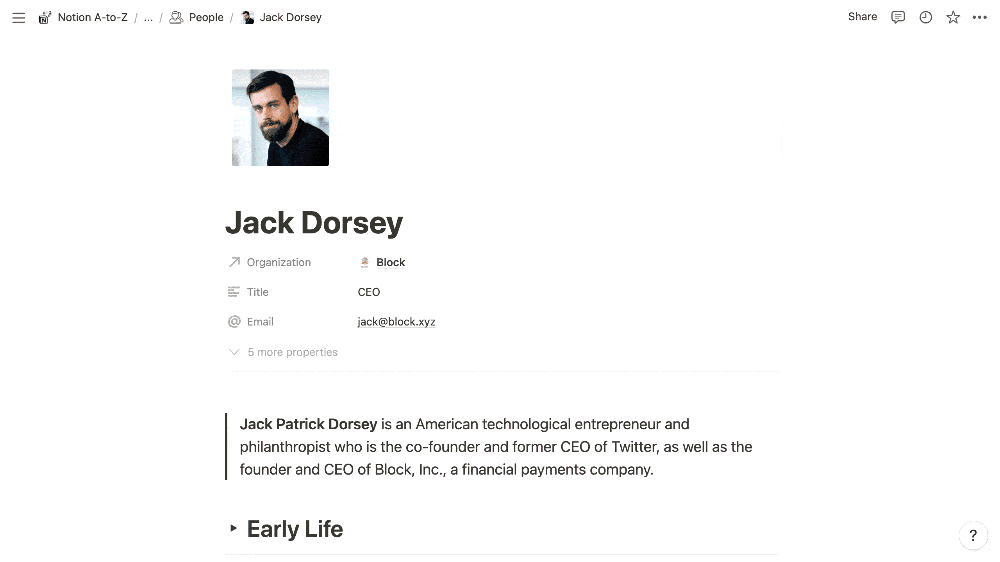 Notion A-to-Z / ... / People / Jack Dorsey
Share
Jack Dorsey
Organization Block
Title CEO
Email jack@block.xyz
5 more properties
Jack Patrick Dorsey is an American technological entrepreneur and
philanthropist who is the co-founder and former CEO of Twitter, as well as the
founder and CEO of Block, Inc., a financial payments company.
Early Life
?